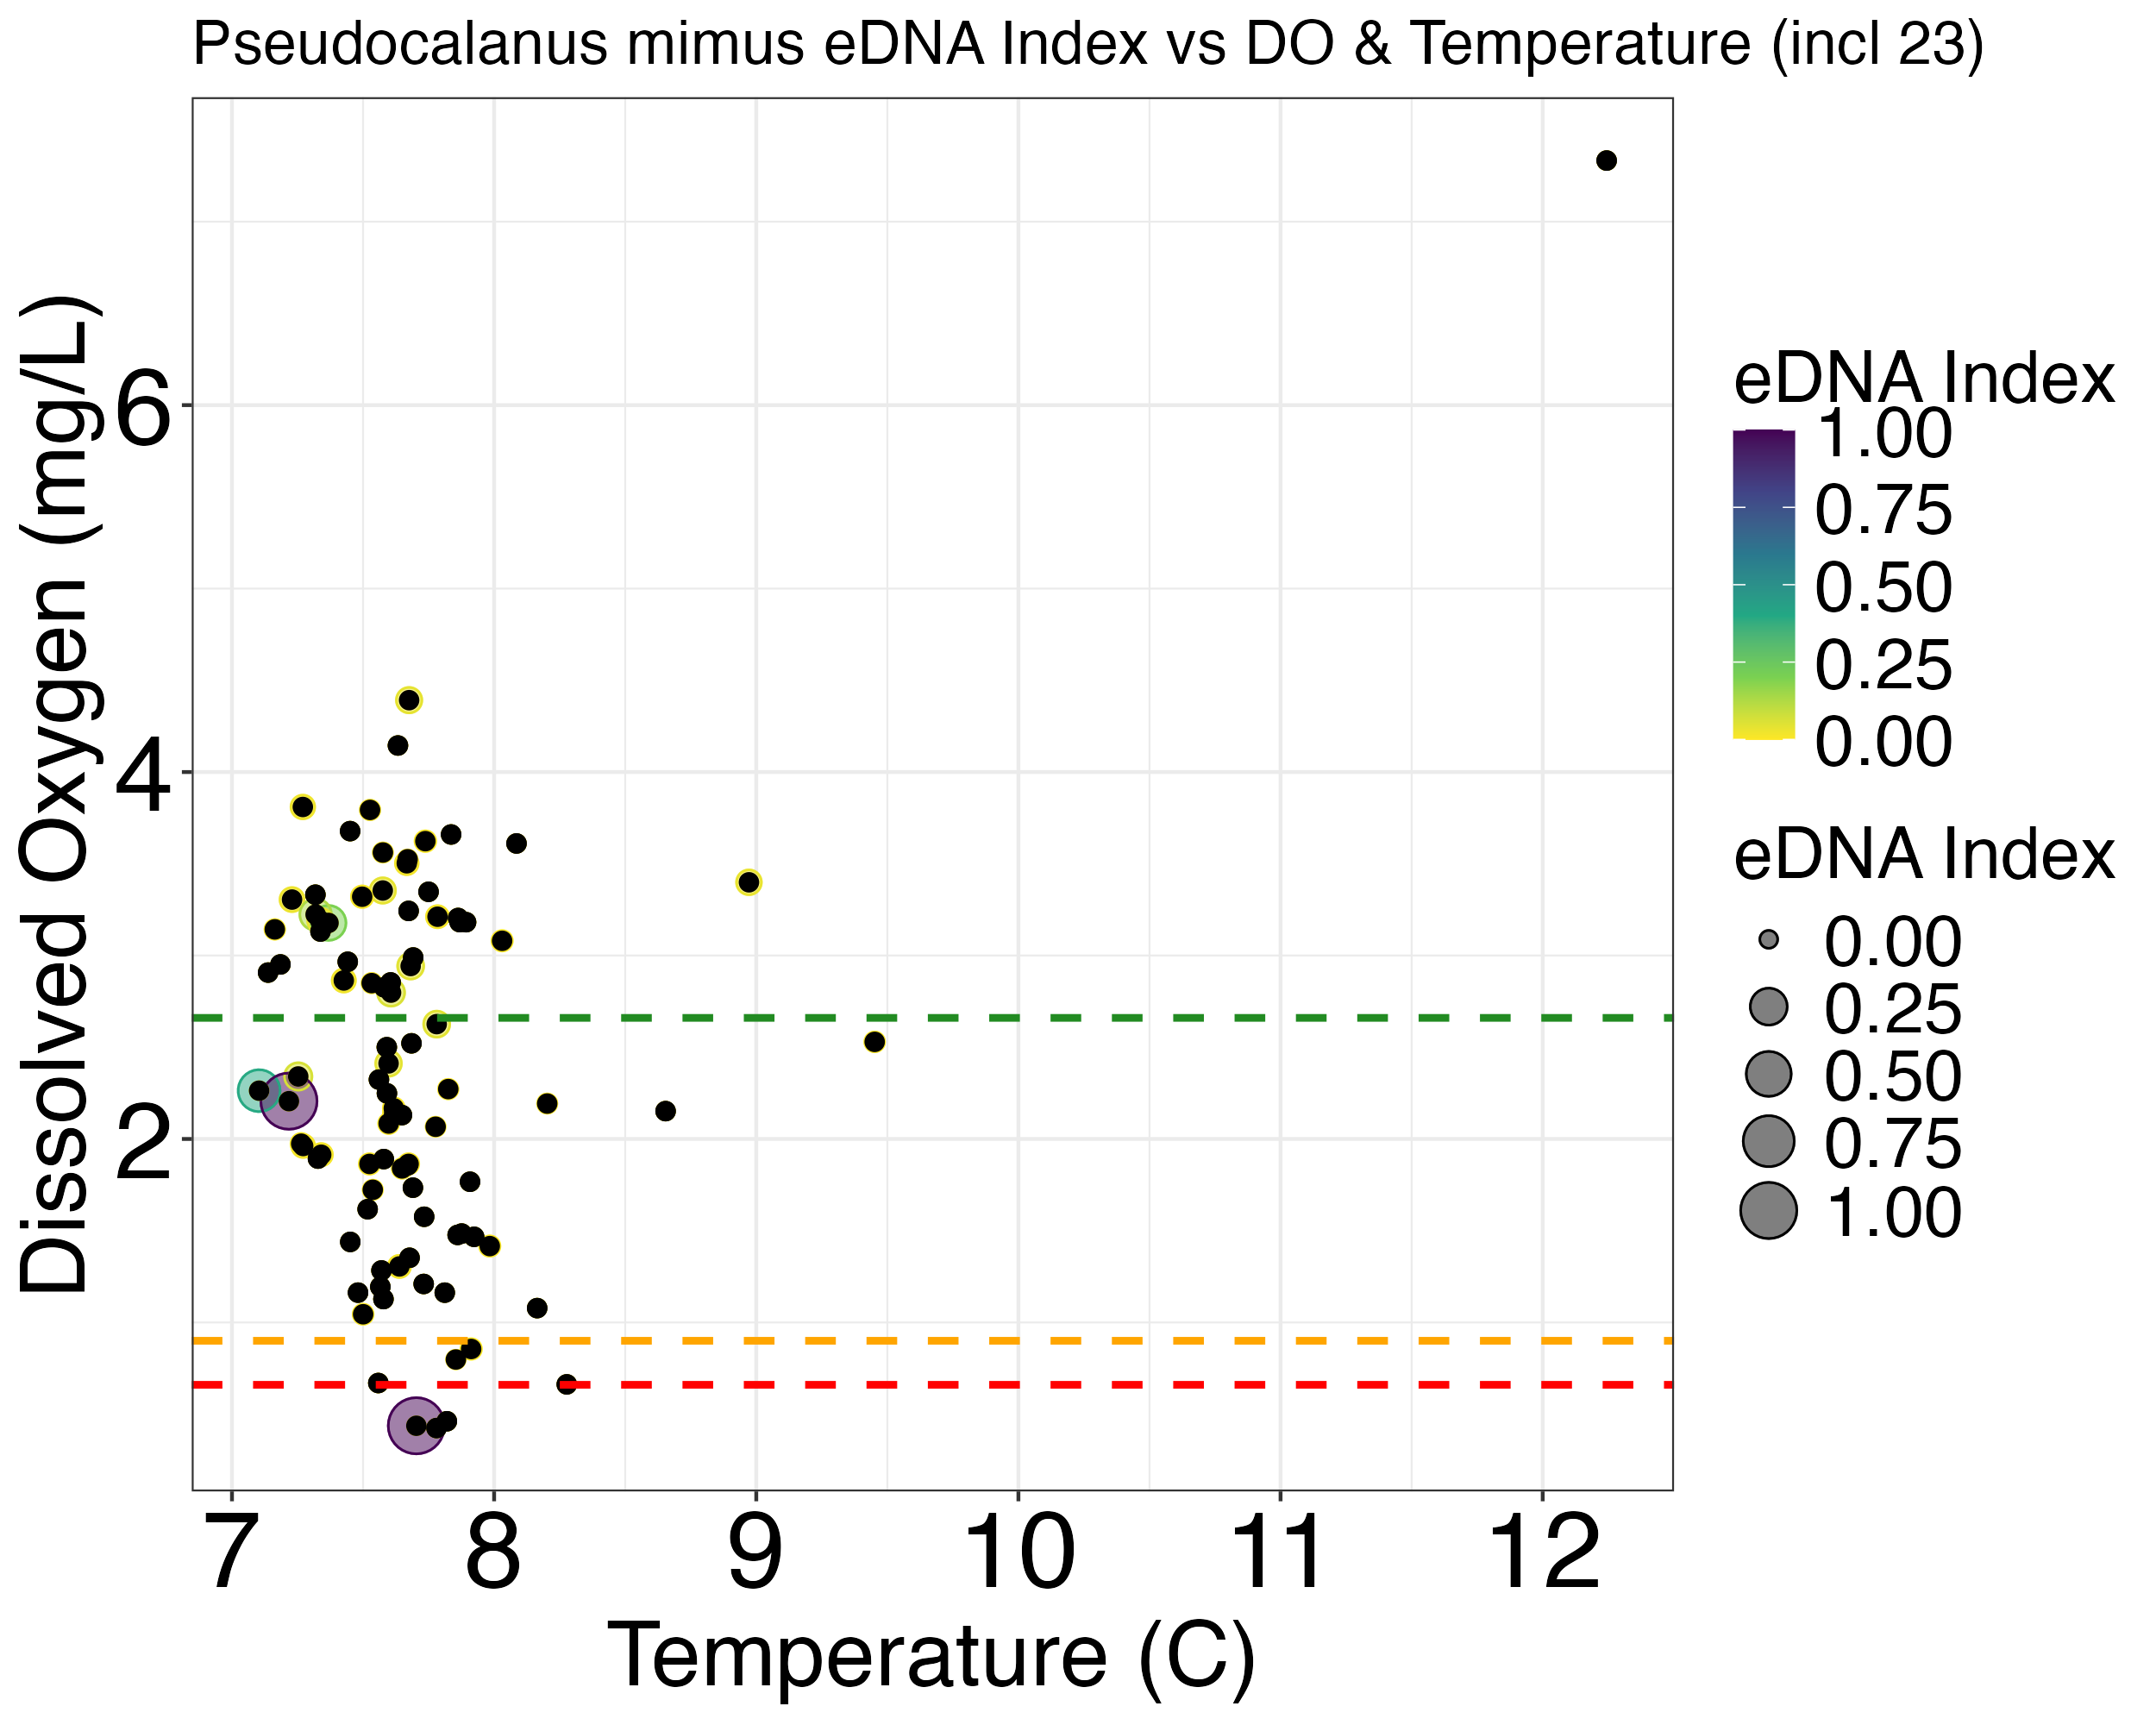 Pseudocalanus mimus eDNA Index vs DO & Temperature (incl 23)
Dissolved Oxygen (mg/L)
6
4
2
7 8 9 10 11 12
Temperature (C)
eDNA Index
1.00
0.75
0.50
0.25
0.00
eDNA Index
0.00
0.25
0.50
0.75
1.00